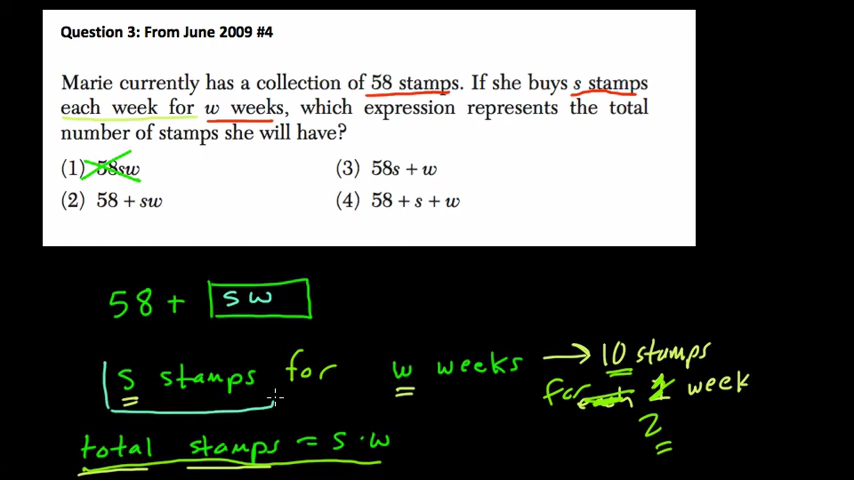 Question 3: From June 2009 #4
Marie currently has a collection of 58 stamps. If she buys s stamps
each week for w weeks, which expression represents the total
number of stamps she will have?
(1) 58sw (3) 58s + w
(2) 58 + sw (4) 58 + s + w
58 + sw
s stamps for w weeks → 10 stamps
for each 1 week
2
total stamps = s · w